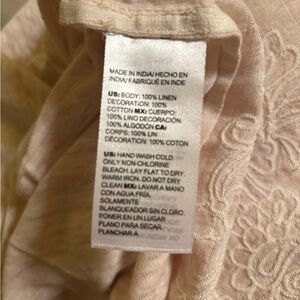 MADE IN INDIA/HECHO EN
INDIA/FABRIQUÉ EN INDE
US: BODY: 100% LINEN
DECORATION: 100%
COTTON MX: CUERPO:
100% LINO DECORACIÓN:
100% ALGODÓN CA:
CORPS: 100% LIN
DÉCORATION: 100% COTON
US: HAND WASH COLD.
ONLY NON-CHLORINE
BLEACH. LAY FLAT TO DRY.
WARM IRON. DO NOT DRY
CLEAN MX: LAVAR A MANO
CON AGUA FRÍA.
SOLAMENTE
BLANQUEADOR SIN CLORO.
PONER EN UN LUGAR
PLANO PARA SECAR.
PLANCHAR A